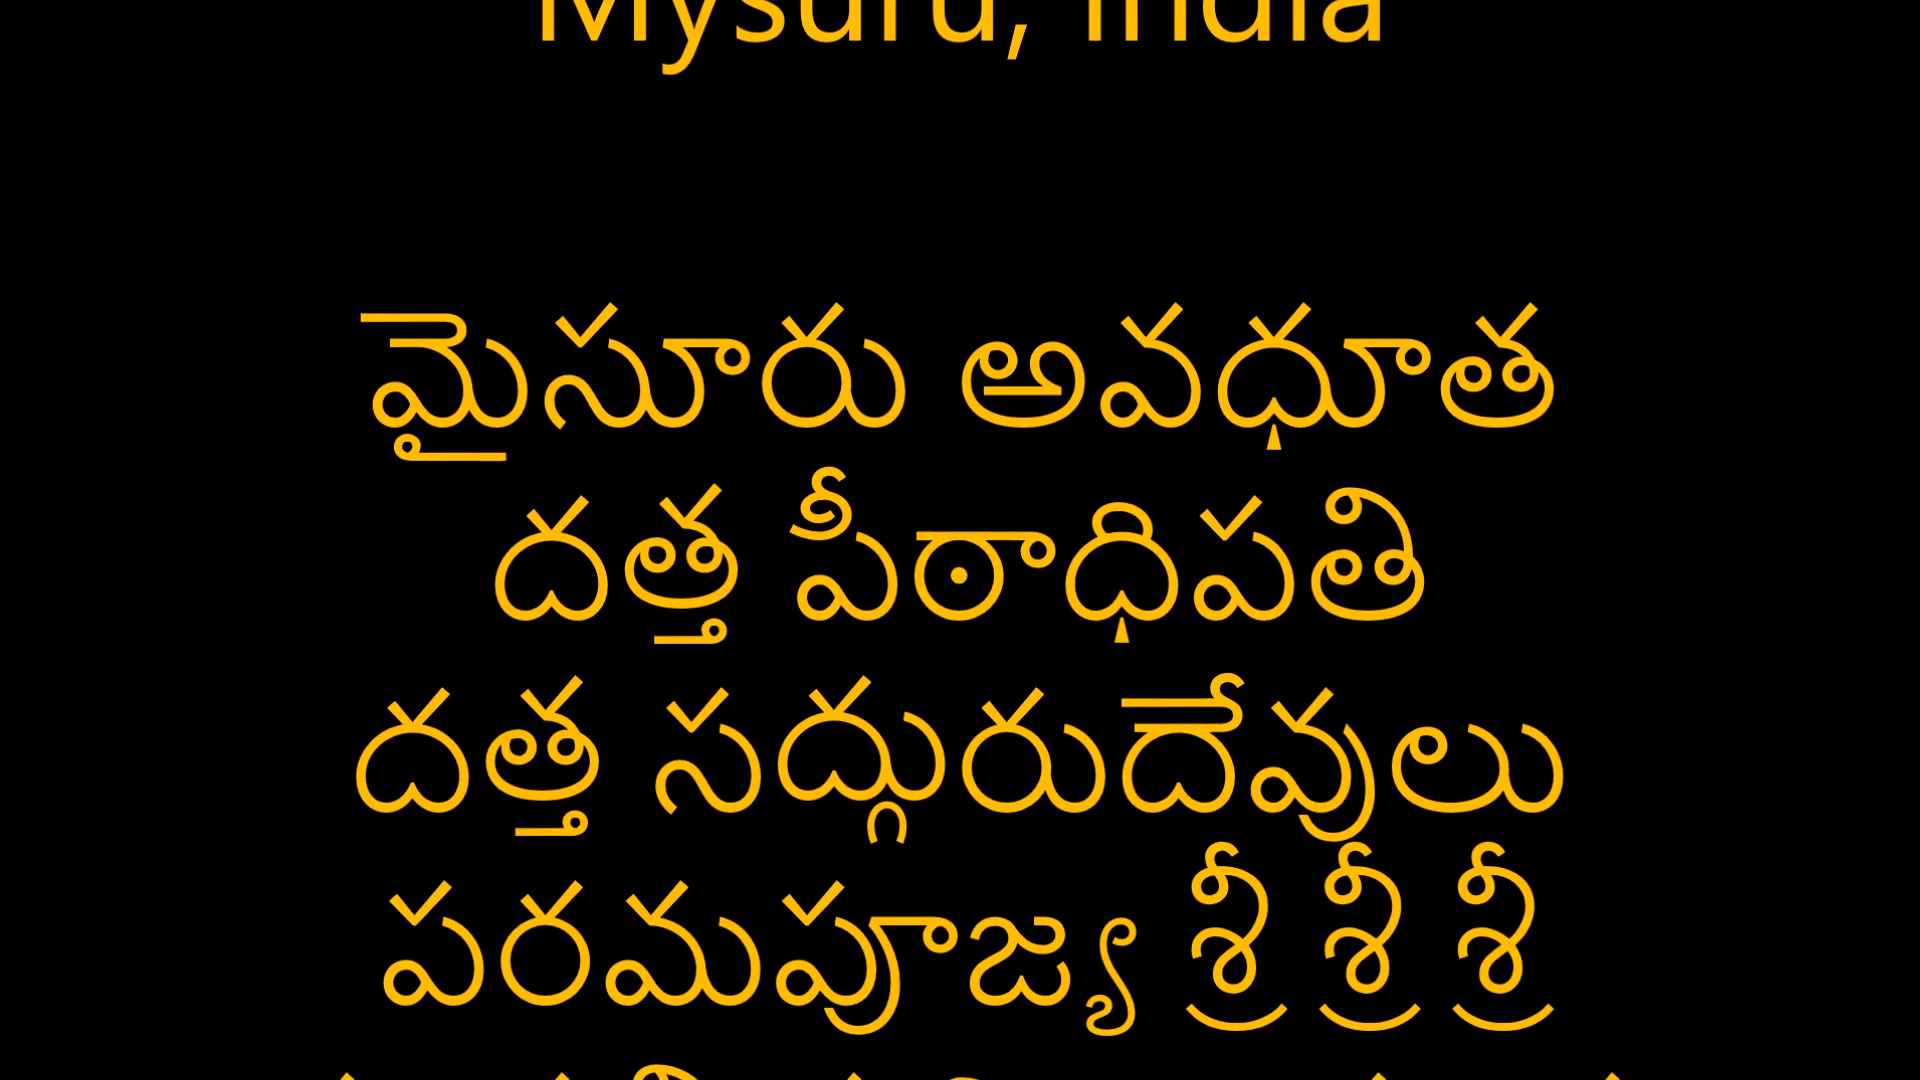 Mysuru, India
మైసూరు అవధూత
దత్త పీఠాధిపతి
దత్త సద్గురుదేవులు
పరమపూజ్య శ్రీ శ్రీ శ్రీ